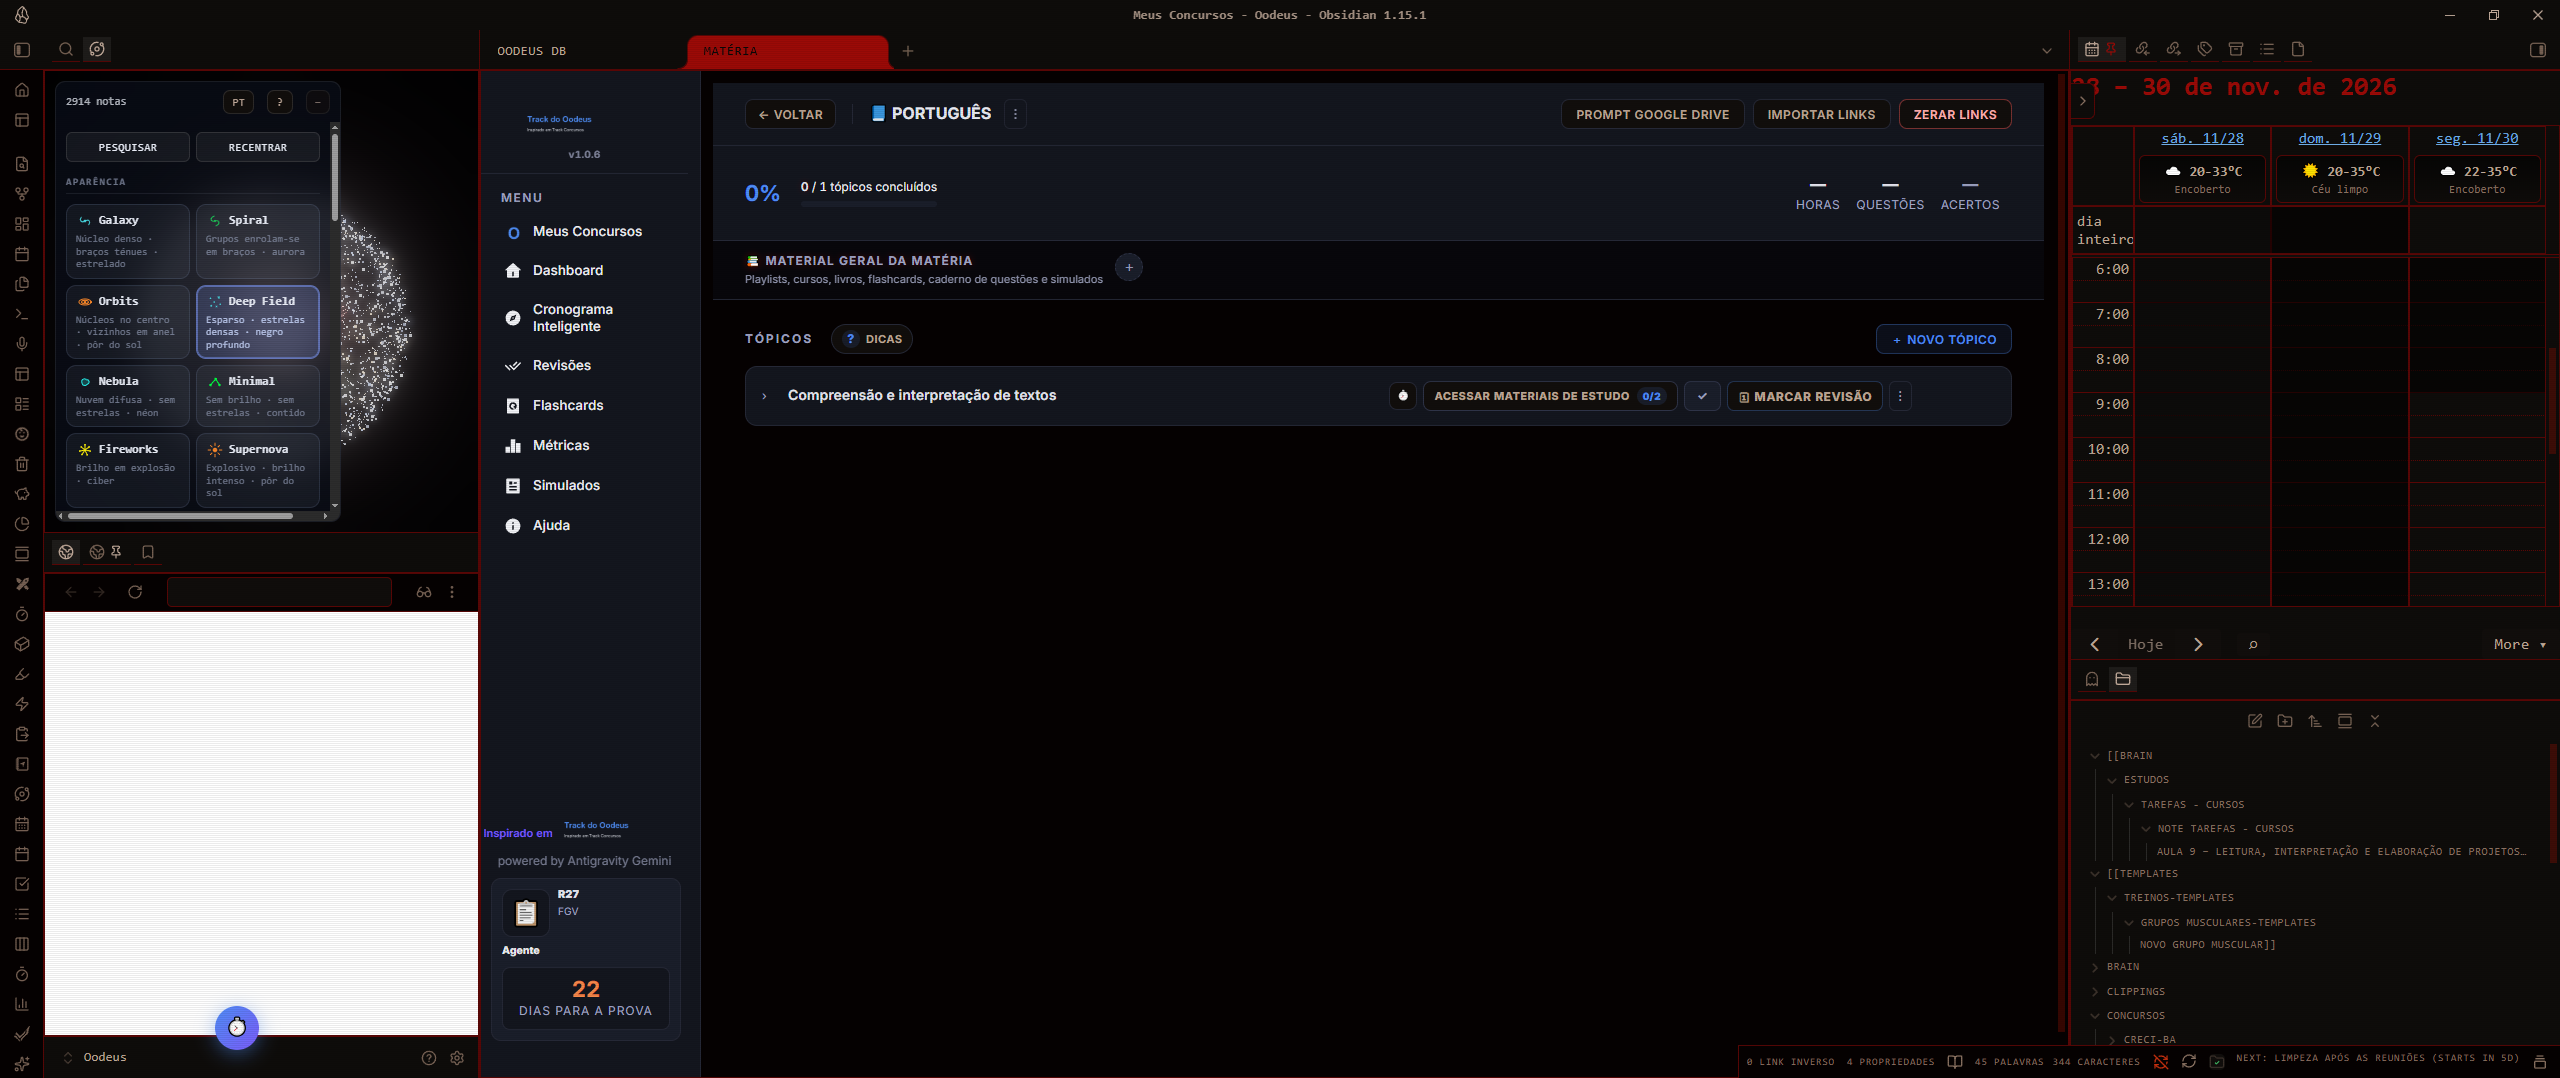 Meus Concursos - Oodeus - Obsidian 1.15.1
OODEUS DB
MATÉRIA
2914 notas
PT
?
–
PESQUISAR
RECENTRAR
APARÊNCIA
Galaxy
Núcleo denso ·
braços ténues ·
estrelado
Spiral
Grupos enrolam-se
em braços · aurora
Orbits
Núcleos no centro
· vizinhos em anel
· pôr do sol
Deep Field
Esparso · estrelas
densas · negro
profundo
Nebula
Nuvem difusa · sem
estrelas · néon
Minimal
Sem brilho · sem
estrelas · contido
Fireworks
Brilho em explosão
· ciber
Supernova
Explosivo · brilho
intenso · pôr do
sol
Oodeus
Track do Oodeus
Inspirado em Track Concursos
v1.0.6
MENU
O Meus Concursos
Dashboard
Cronograma
Inteligente
Revisões
Flashcards
Métricas
Simulados
Ajuda
Inspirado em
Track do Oodeus
Inspirado em Track Concursos
powered by Antigravity Gemini
R27
FGV
Agente
22
DIAS PARA A PROVA
← VOLTAR
PORTUGUÊS
PROMPT GOOGLE DRIVE
IMPORTAR LINKS
ZERAR LINKS
0%
0 / 1 tópicos concluídos
—
HORAS
—
QUESTÕES
—
ACERTOS
MATERIAL GERAL DA MATÉRIA
Playlists, cursos, livros, flashcards, caderno de questões e simulados
+
TÓPICOS
? DICAS
+ NOVO TÓPICO
› Compreensão e interpretação de textos
ACESSAR MATERIAIS DE ESTUDO 0/2
✓
MARCAR REVISÃO
28 – 30 de nov. de 2026
sáb. 11/28
dom. 11/29
seg. 11/30
20-33°C
Encoberto
20-35°C
Céu limpo
22-35°C
Encoberto
dia
inteiro
6:00
7:00
8:00
9:00
10:00
11:00
12:00
13:00
Hoje
More ▾
[[BRAIN
ESTUDOS
TAREFAS - CURSOS
NOTE TAREFAS - CURSOS
AULA 9 – LEITURA, INTERPRETAÇÃO E ELABORAÇÃO DE PROJETOS…
[[TEMPLATES
TREINOS-TEMPLATES
GRUPOS MUSCULARES-TEMPLATES
NOVO GRUPO MUSCULAR]]
BRAIN
CLIPPINGS
CONCURSOS
CRECI-BA
0 LINK INVERSO
4 PROPRIEDADES
45 PALAVRAS 344 CARACTERES
NEXT: LIMPEZA APÓS AS REUNIÕES (STARTS IN 5D)